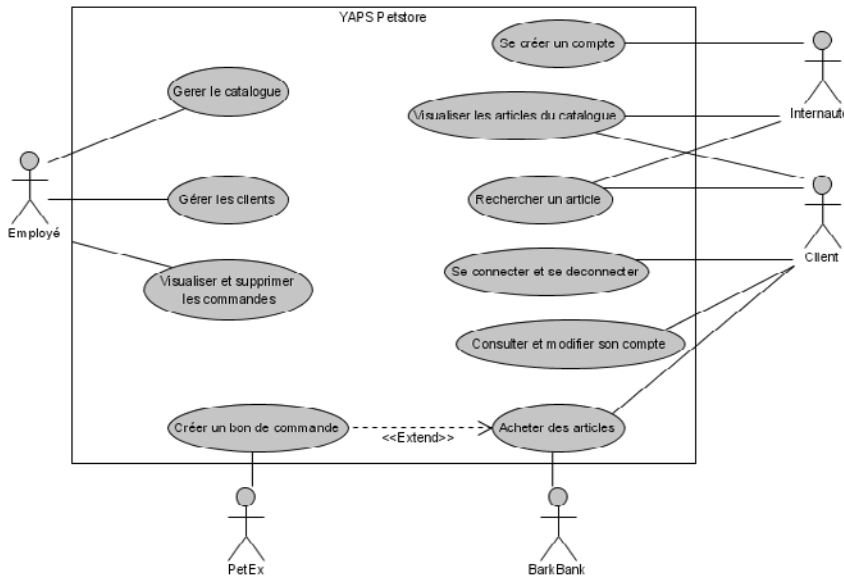 YAPS Petstore
Se créer un compte
Gerer le catalogue
Visualiser les articles du catalogue
Internaute
Gérer les clients
Rechercher un article
Employé
Client
Visualiser et supprimer
les commandes
Se connecter et se deconnecter
Consulter et modifier son compte
Créer un bon de commande
<<Extend>>
Acheter des articles
PetEx
BarkBank